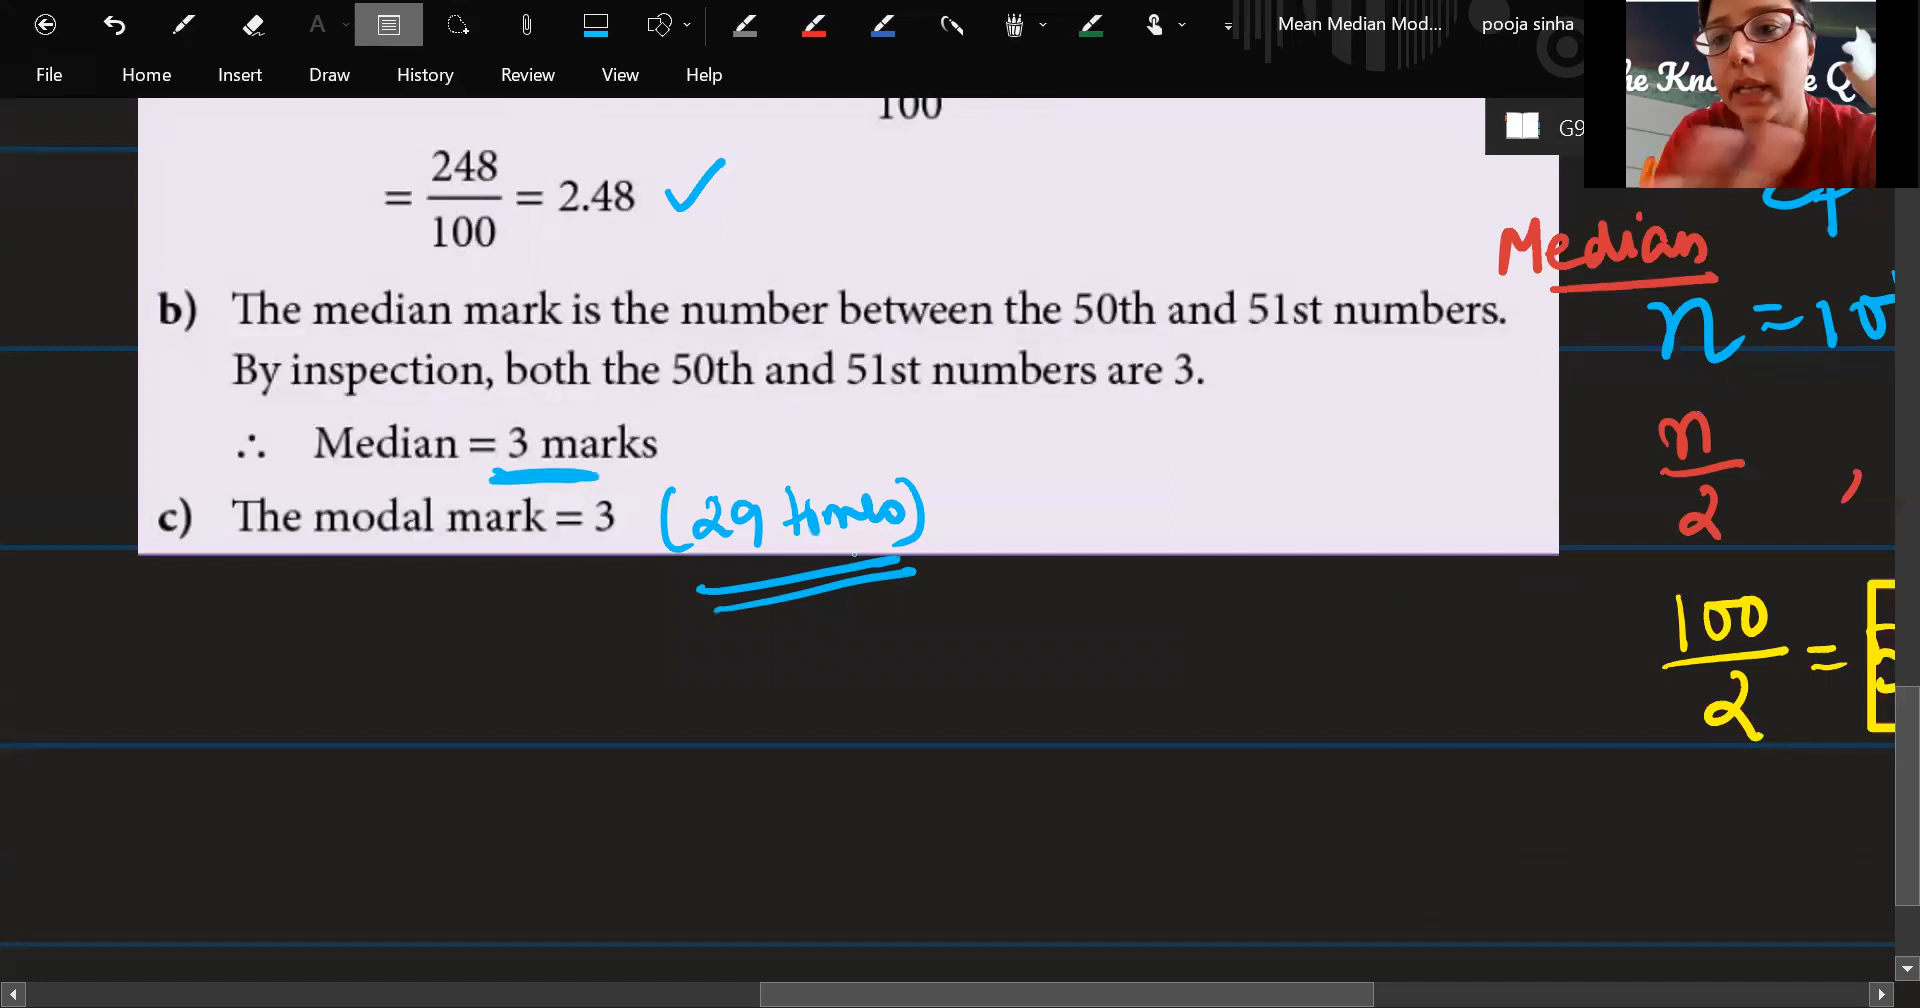 Mean Median Mod...
pooja sinha
File
Home
Insert
Draw
History
Review
View
Help
G9
100
= 248/100 = 2.48 ✓
b) The median mark is the number between the 50th and 51st numbers.
By inspection, both the 50th and 51st numbers are 3.
∴ Median = 3 marks
c) The modal mark = 3 (29 times)
Median
n = 10
n/2 ,
100/2 =